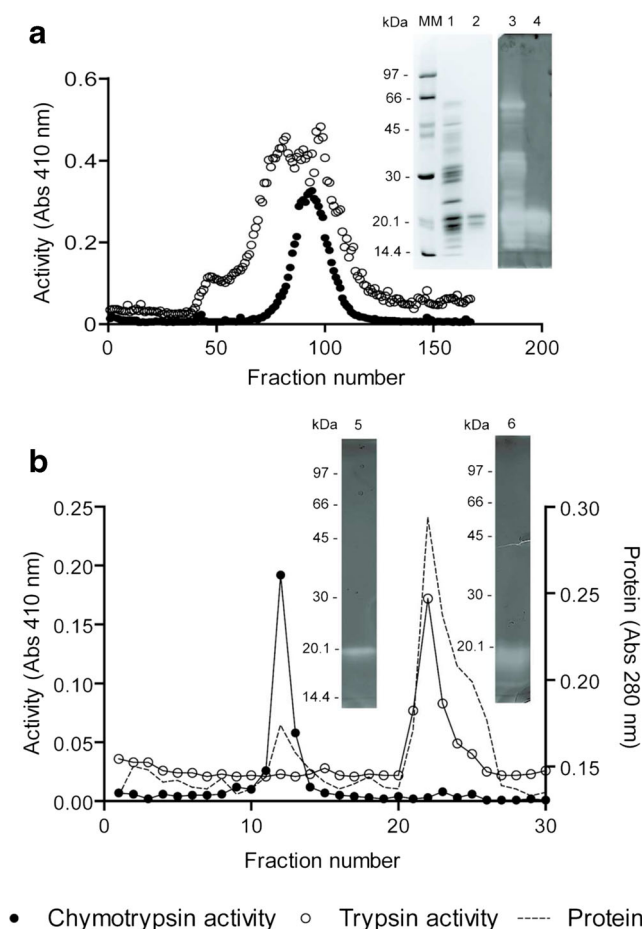 a
kDa MM 1 2 3 4
97 -
66 -
45 -
30 -
20.1 -
14.4 -
0.6
0.4
0.2
0
0 50 100 150 200
Activity (Abs 410 nm)
Fraction number
b
kDa 5
97 -
66 -
45 -
30 -
20.1 -
14.4 -
kDa 6
97 -
66 -
45 -
30 -
20.1 -
14.4 -
0.25
0.20
0.15
0.10
0.05
0.00
0 10 20 30
0.30
0.25
0.20
0.15
Activity (Abs 410 nm)
Protein (Abs 280 nm)
Fraction number
Chymotrypsin activity
Trypsin activity
Protein